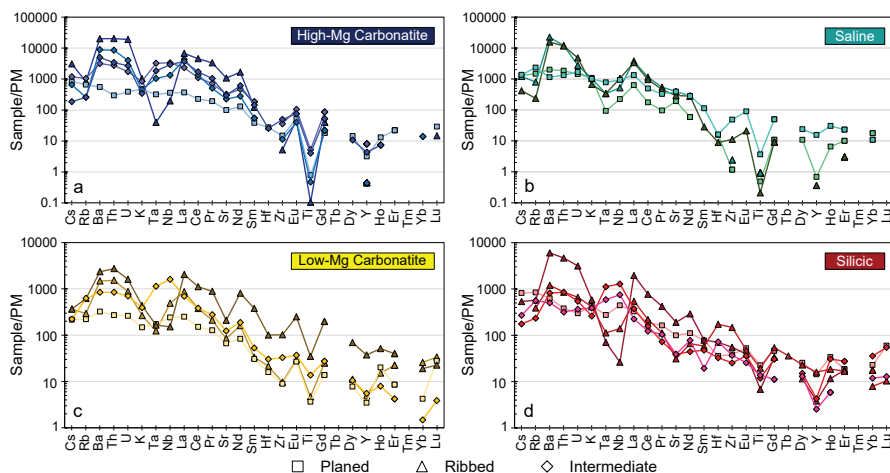 High-Mg Carbonatite
Sample/PM
100000
10000
1000
100
10
1
0.1
a
Cs Rb Ba Th U K Ta Nb La Ce Pr Sr Nd Sm Hf Zr Eu Ti Gd Tb Dy Y Ho Er Tm Yb Lu
Saline
Sample/PM
100000
10000
1000
100
10
1
0.1
b
Cs Rb Ba Th U K Ta Nb La Ce Pr Sr Nd Sm Hf Zr Eu Ti Gd Tb Dy Y Ho Er Tm Yb Lu
Low-Mg Carbonatite
Sample/PM
10000
1000
100
10
1
c
Cs Rb Ba Th U K Ta Nb La Ce Pr Sr Nd Sm Hf Zr Eu Ti Gd Tb Dy Y Ho Er Tm Yb Lu
Silicic
Sample/PM
10000
1000
100
10
1
d
Cs Rb Ba Th U K Ta Nb La Ce Pr Sr Nd Sm Hf Zr Eu Ti Gd Tb Dy Y Ho Er Tm Yb Lu
Planed Ribbed Intermediate